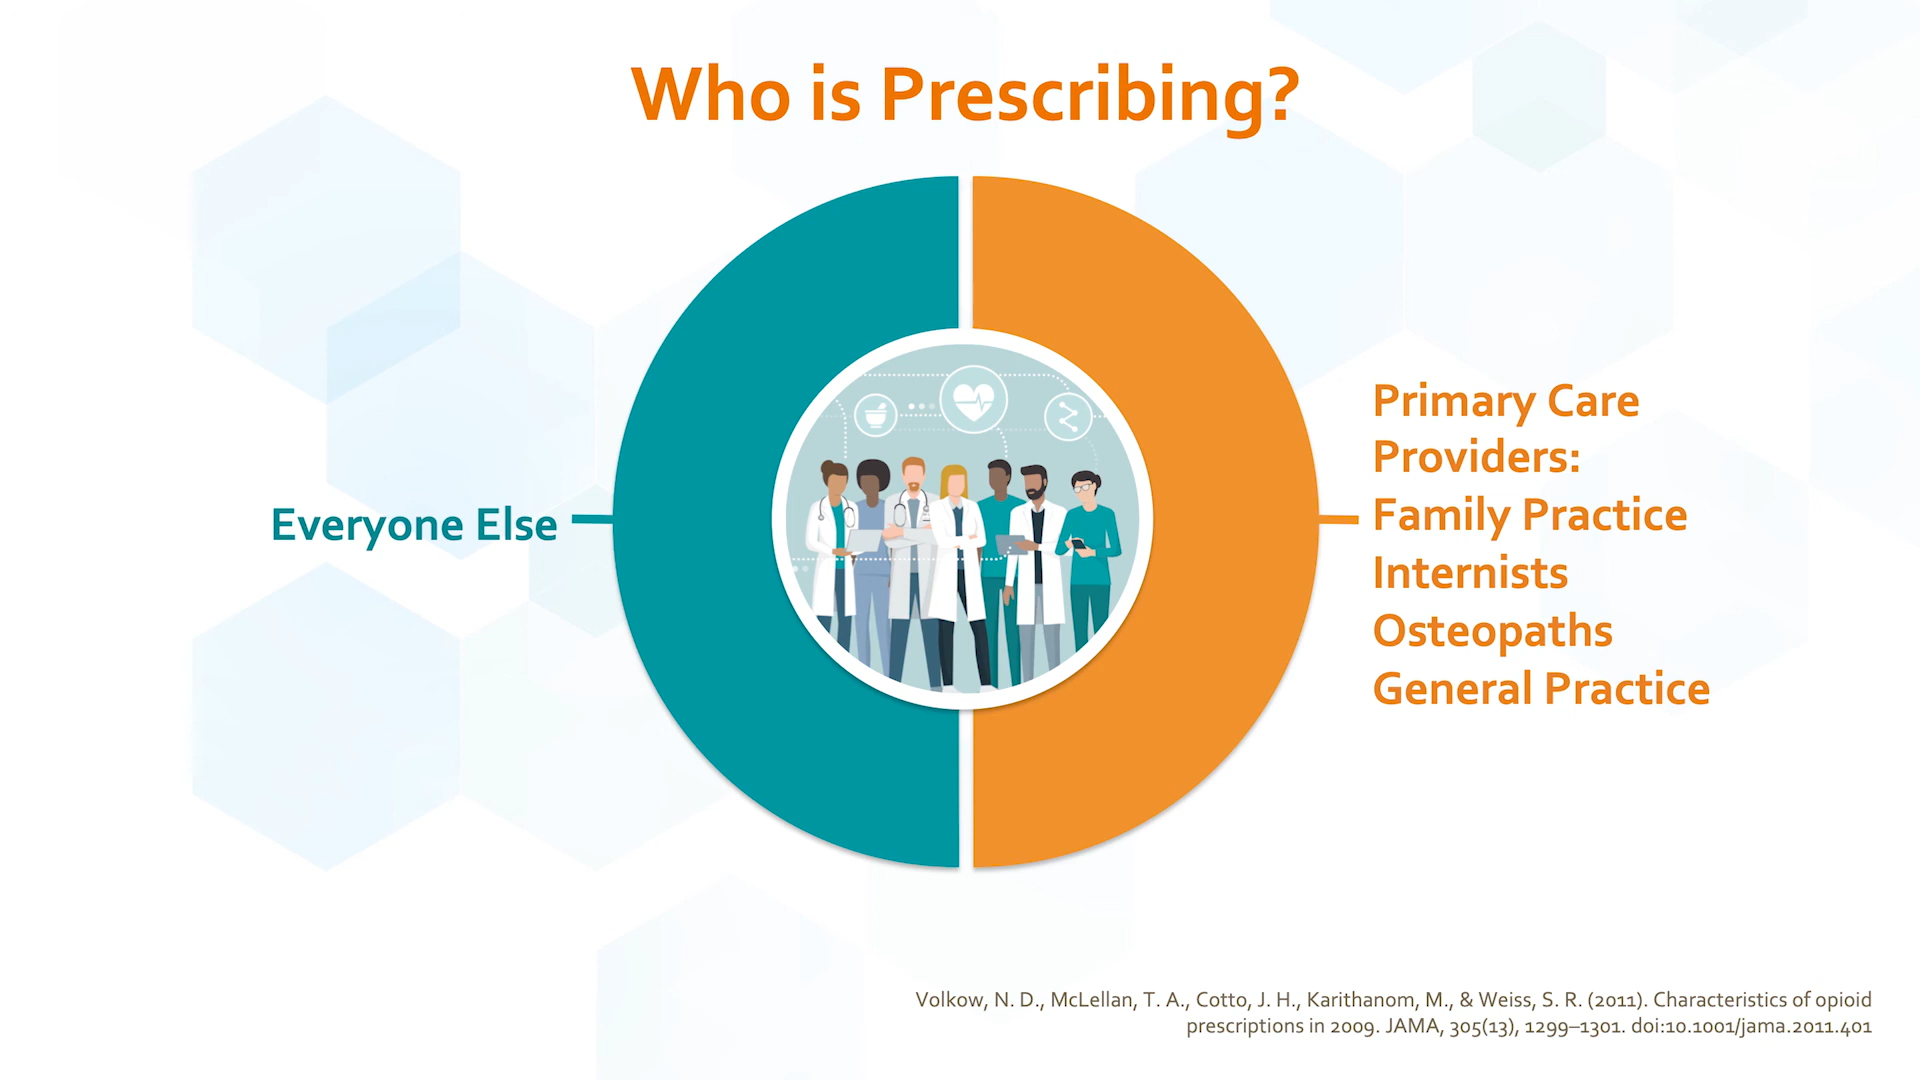 Who is Prescribing?
Everyone Else
Primary Care
Providers:
Family Practice
Internists
Osteopaths
General Practice
Volkow, N. D., McLellan, T. A., Cotto, J. H., Karithanom, M., & Weiss, S. R. (2011). Characteristics of opioid
prescriptions in 2009. JAMA, 305(13), 1299–1301. doi:10.1001/jama.2011.401